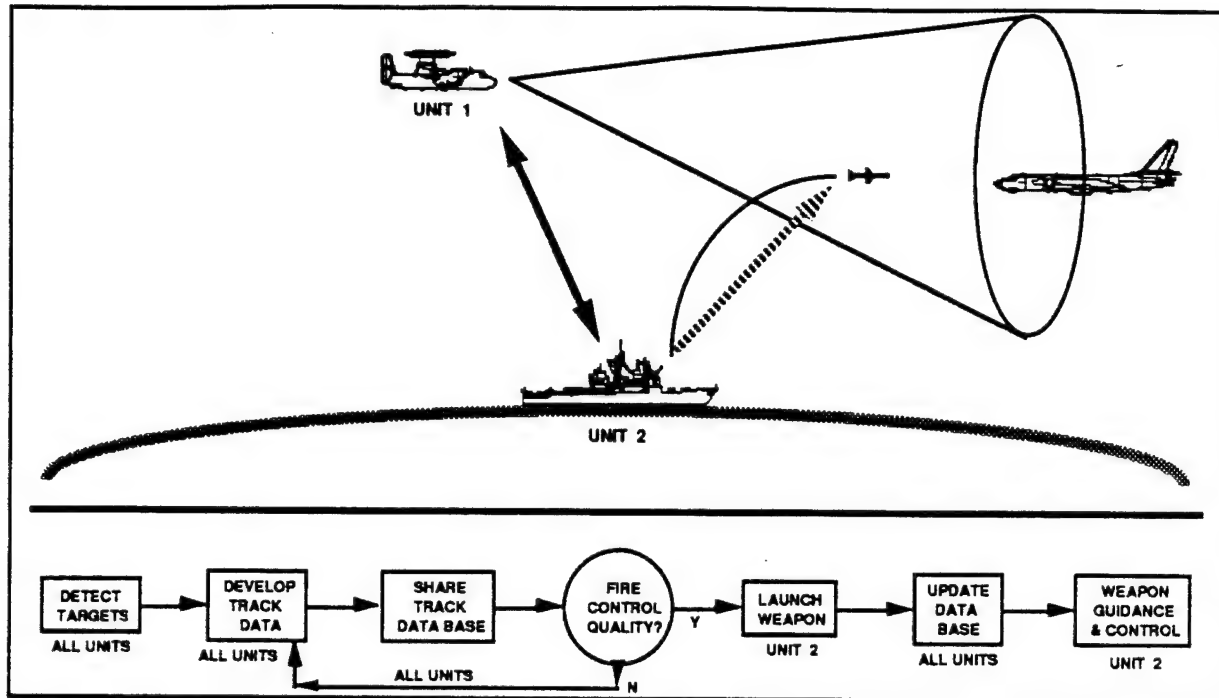 UNIT 1
UNIT 2
DETECT
TARGETS
ALL UNITS
DEVELOP
TRACK
DATA
ALL UNITS
SHARE
TRACK
DATA BASE
ALL UNITS
FIRE
CONTROL
QUALITY?
Y
N
LAUNCH
WEAPON
UNIT 2
UPDATE
DATA
BASE
ALL UNITS
WEAPON
GUIDANCE
& CONTROL
UNIT 2